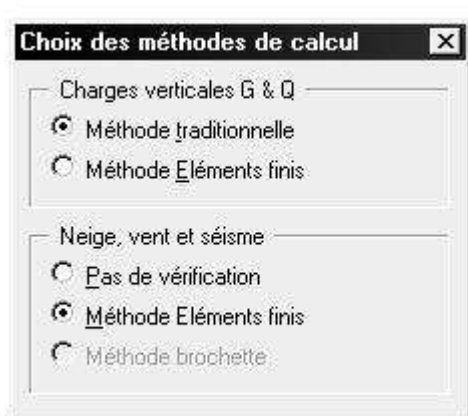 Choix des méthodes de calcul
Charges verticales G & Q
Méthode traditionnelle
Méthode Eléments finis
Neige, vent et séisme
Pas de vérification
Méthode Eléments finis
Méthode brochette